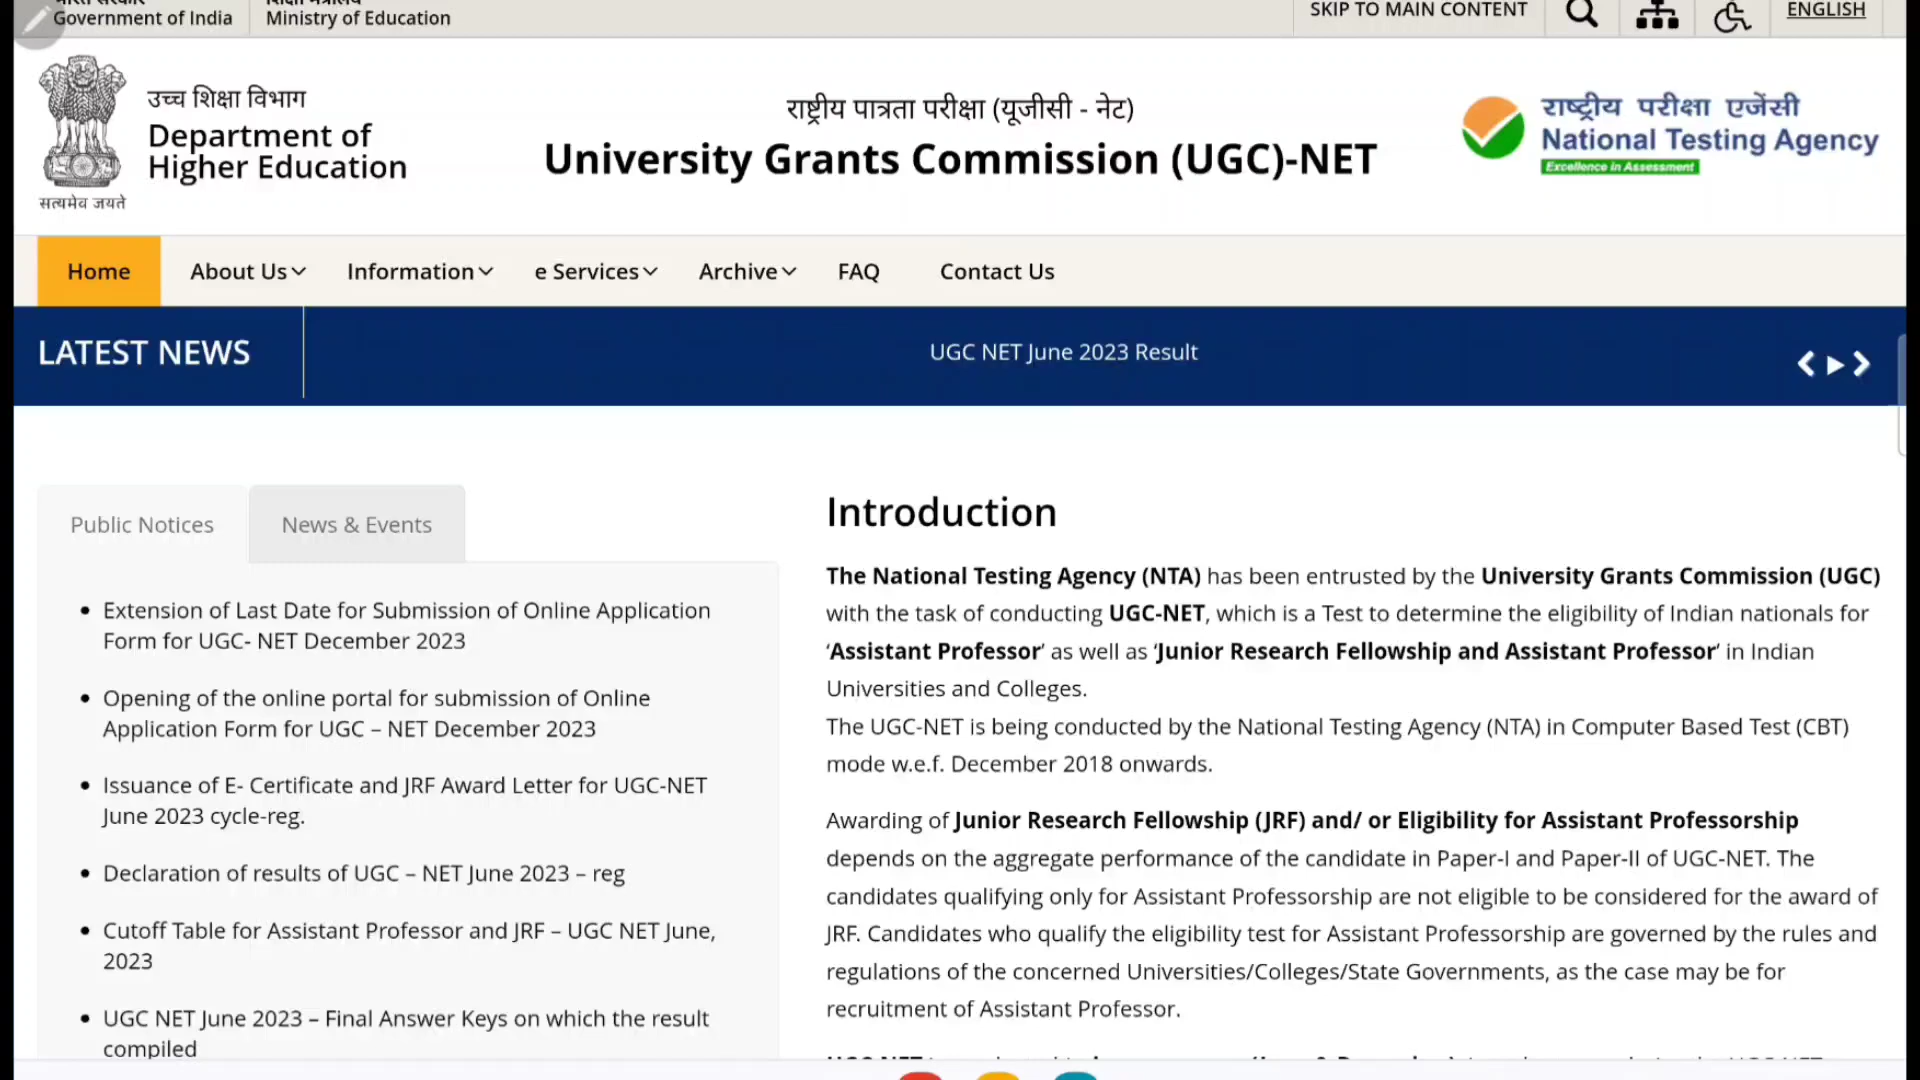 Government of India
Ministry of Education
SKIP TO MAIN CONTENT
ENGLISH
उच्च शिक्षा विभाग
Department of
Higher Education
सत्यमेव जयते
राष्ट्रीय पात्रता परीक्षा (यूजीसी - नेट)
University Grants Commission (UGC)-NET
राष्ट्रीय परीक्षा एजेंसी
National Testing Agency
Excellence in Assessment
Home
About Us
Information
e Services
Archive
FAQ
Contact Us
LATEST NEWS
UGC NET June 2023 Result
Public Notices
News & Events
• Extension of Last Date for Submission of Online Application
Form for UGC- NET December 2023
• Opening of the online portal for submission of Online
Application Form for UGC – NET December 2023
• Issuance of E- Certificate and JRF Award Letter for UGC-NET
June 2023 cycle-reg.
• Declaration of results of UGC – NET June 2023 – reg
• Cutoff Table for Assistant Professor and JRF – UGC NET June,
2023
• UGC NET June 2023 – Final Answer Keys on which the result
compiled
Introduction
The National Testing Agency (NTA) has been entrusted by the University Grants Commission (UGC)
with the task of conducting UGC-NET, which is a Test to determine the eligibility of Indian nationals for
‘Assistant Professor’ as well as ‘Junior Research Fellowship and Assistant Professor’ in Indian
Universities and Colleges.
The UGC-NET is being conducted by the National Testing Agency (NTA) in Computer Based Test (CBT)
mode w.e.f. December 2018 onwards.
Awarding of Junior Research Fellowship (JRF) and/ or Eligibility for Assistant Professorship
depends on the aggregate performance of the candidate in Paper-I and Paper-II of UGC-NET. The
candidates qualifying only for Assistant Professorship are not eligible to be considered for the award of
JRF. Candidates who qualify the eligibility test for Assistant Professorship are governed by the rules and
regulations of the concerned Universities/Colleges/State Governments, as the case may be for
recruitment of Assistant Professor.